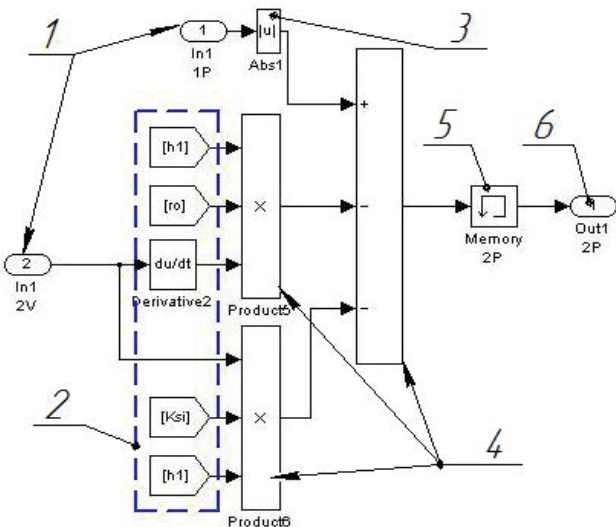 1
1
In1
1P
|u|
Abs1
3
[h1]
[ro]
du/dt
Derivative2
×
Product5
2
In1
2V
+
−
−
5
Memory
2P
6
1
Out1
2P
2
[Ksi]
[h1]
×
Product6
4